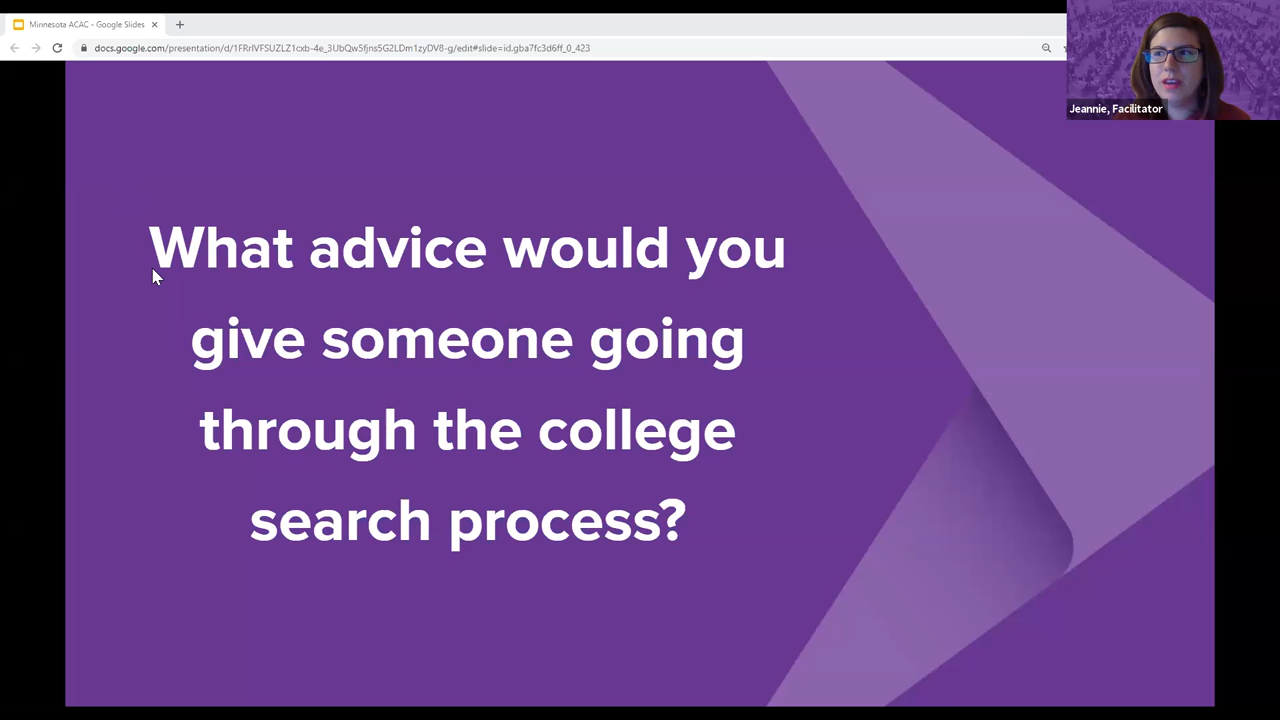 Minnesota ACAC - Google Slides
docs.google.com/presentation/d/1FRrIVFSUZLZ1cxb-4e_3UbQw5fjns5G2LDm1zyDV8-g/edit#slide=id.gba7fc3d6ff_0_423
Jeannie, Facilitator
What advice would you
give someone going
through the college
search process?